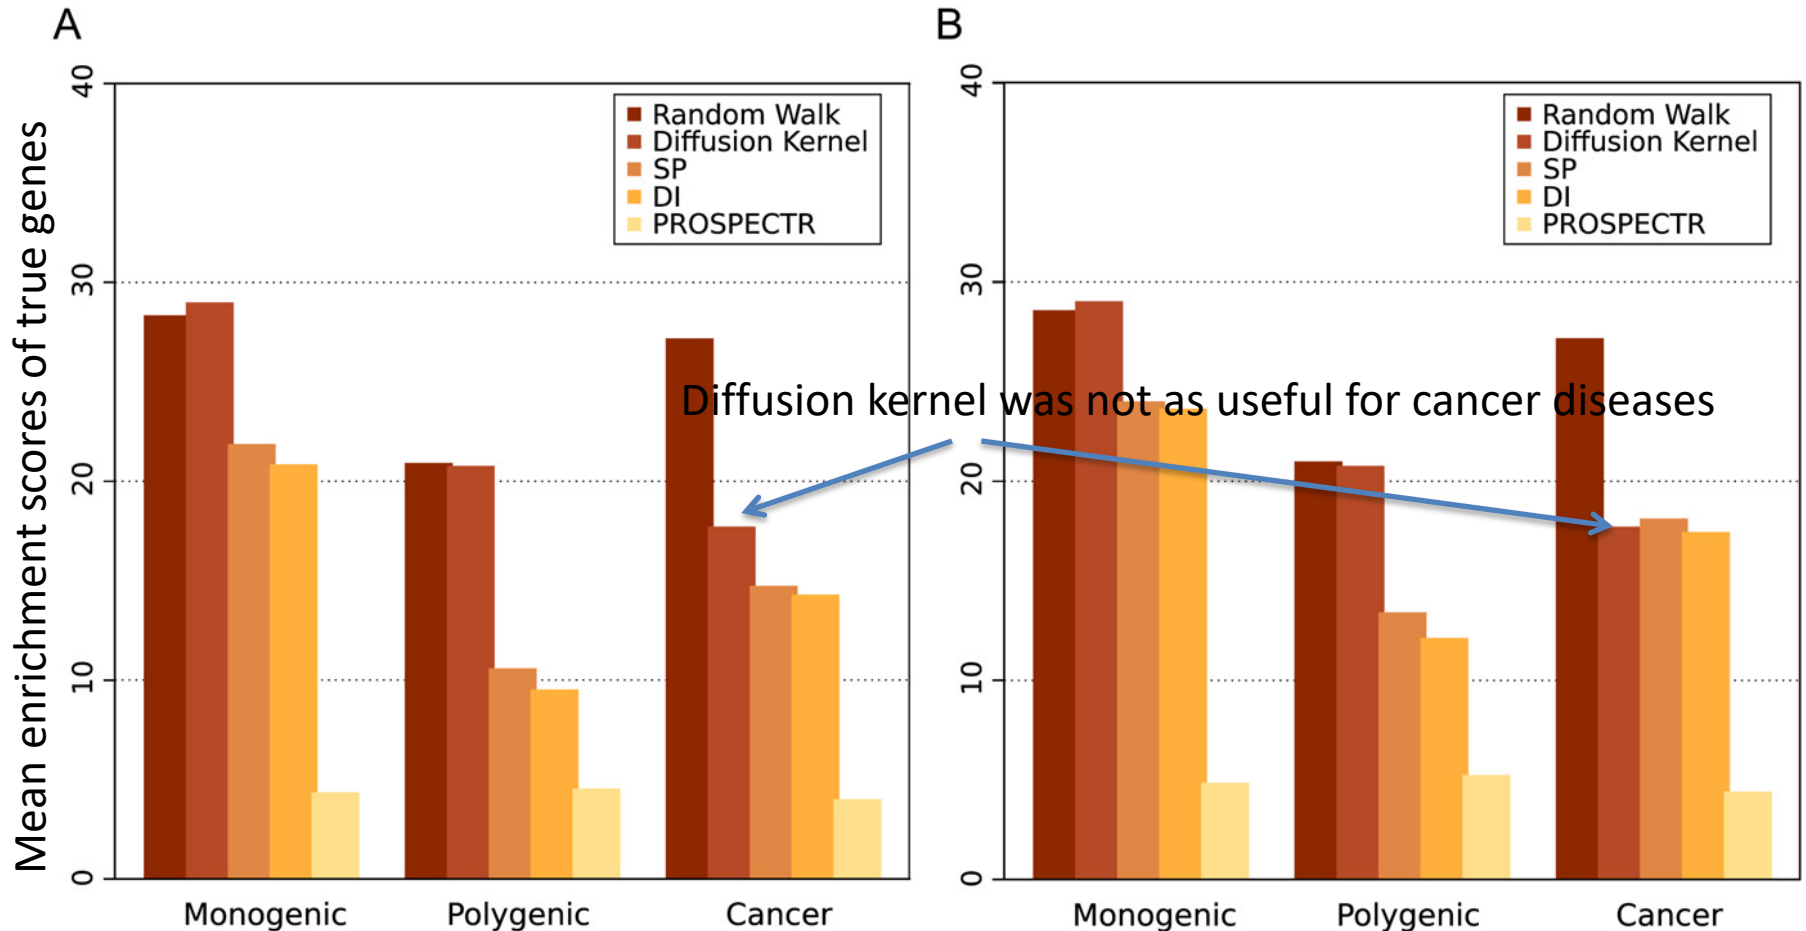 A
Mean enrichment scores of true genes
40
30
20
10
0
Random Walk
Diffusion Kernel
SP
DI
PROSPECTR
Monogenic
Polygenic
Cancer
B
40
30
20
10
0
Random Walk
Diffusion Kernel
SP
DI
PROSPECTR
Monogenic
Polygenic
Cancer
Diffusion kernel was not as useful for cancer diseases